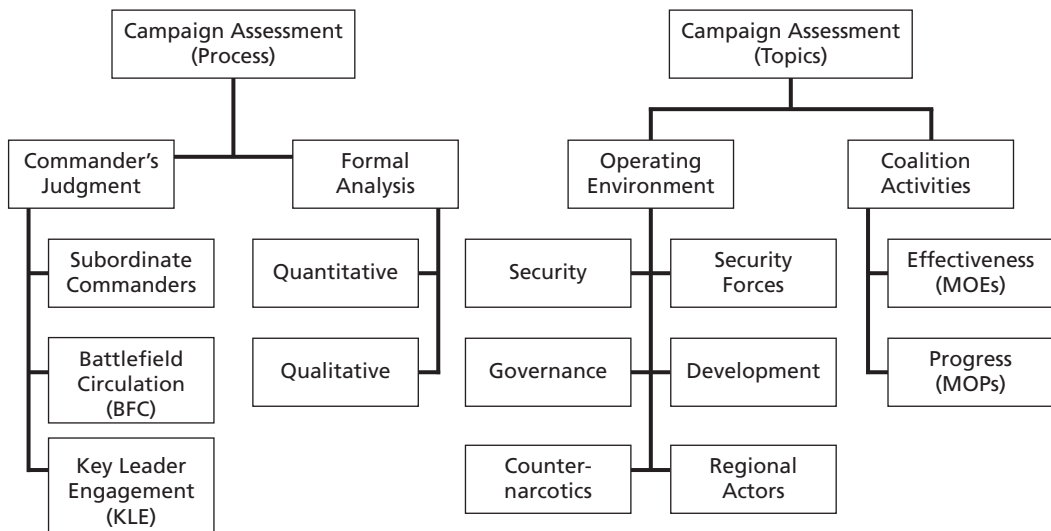 Campaign Assessment
(Process)
Commander's
Judgment
Subordinate
Commanders
Battlefield
Circulation
(BFC)
Key Leader
Engagement
(KLE)
Formal
Analysis
Quantitative
Qualitative
Campaign Assessment
(Topics)
Operating
Environment
Security
Security
Forces
Governance
Development
Counter-
narcotics
Regional
Actors
Coalition
Activities
Effectiveness
(MOEs)
Progress
(MOPs)